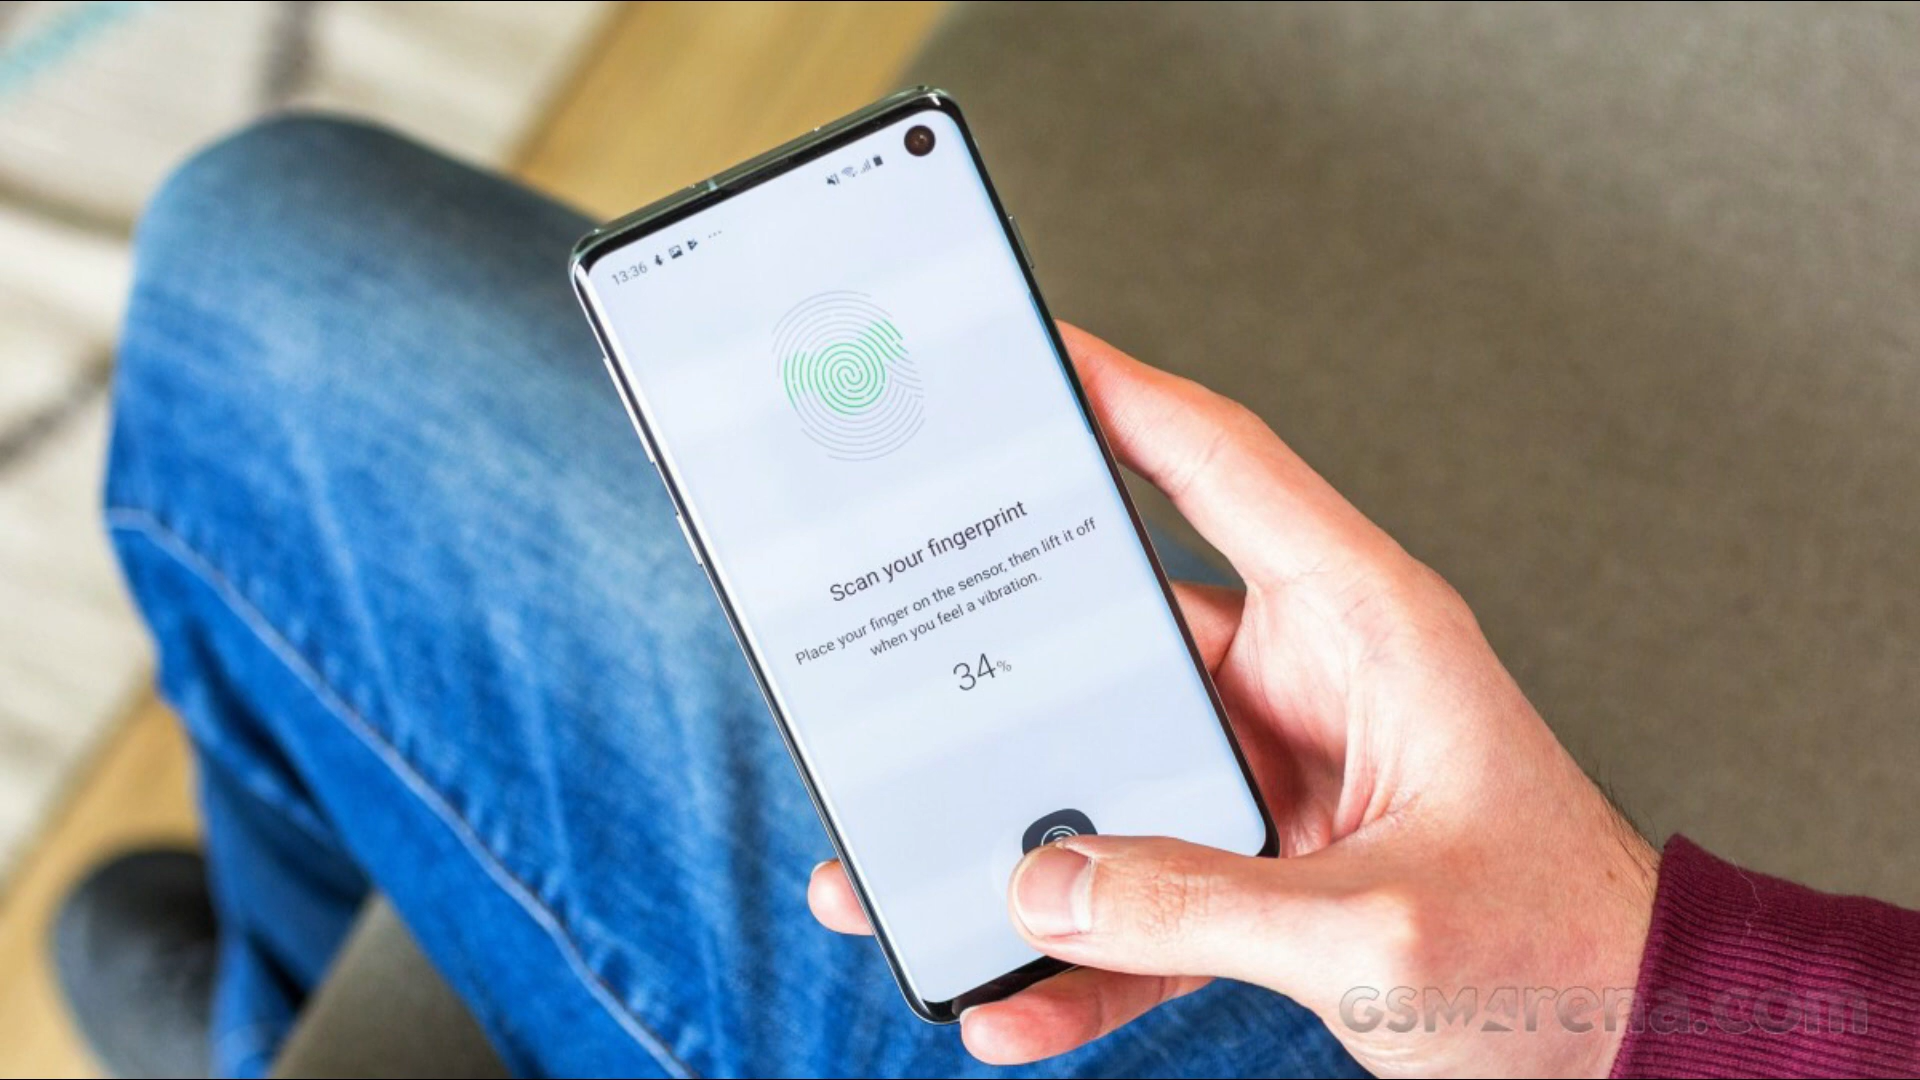 13:36
Scan your fingerprint
Place your finger on the sensor, then lift it off
when you feel a vibration.
34%
GSMArena.com